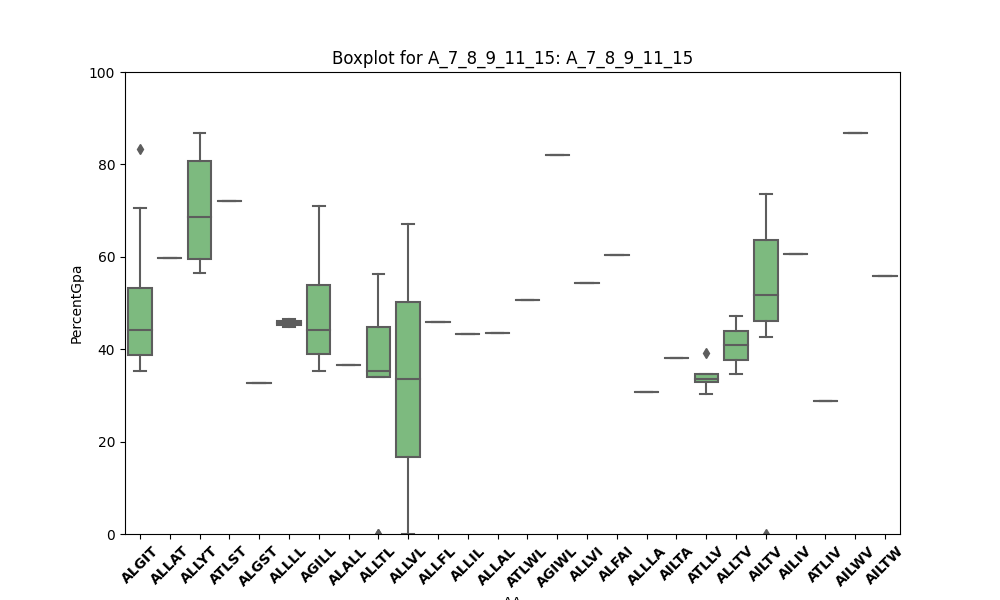 Boxplot for A_7_8_9_11_15: A_7_8_9_11_15
PercentGpa
100
80
60
40
20
0
ALGIT ALLAT ALLYT ATLST ALGST ALLLL AGILL ALALL ALLTL ALLVL ALLFL ALLIL ALLAL ATLWL AGIWL ALLVI ALFAI ALLLA AILTA ATLLV ALLTV AILTV AILIV ATLIV AILWV AILTW